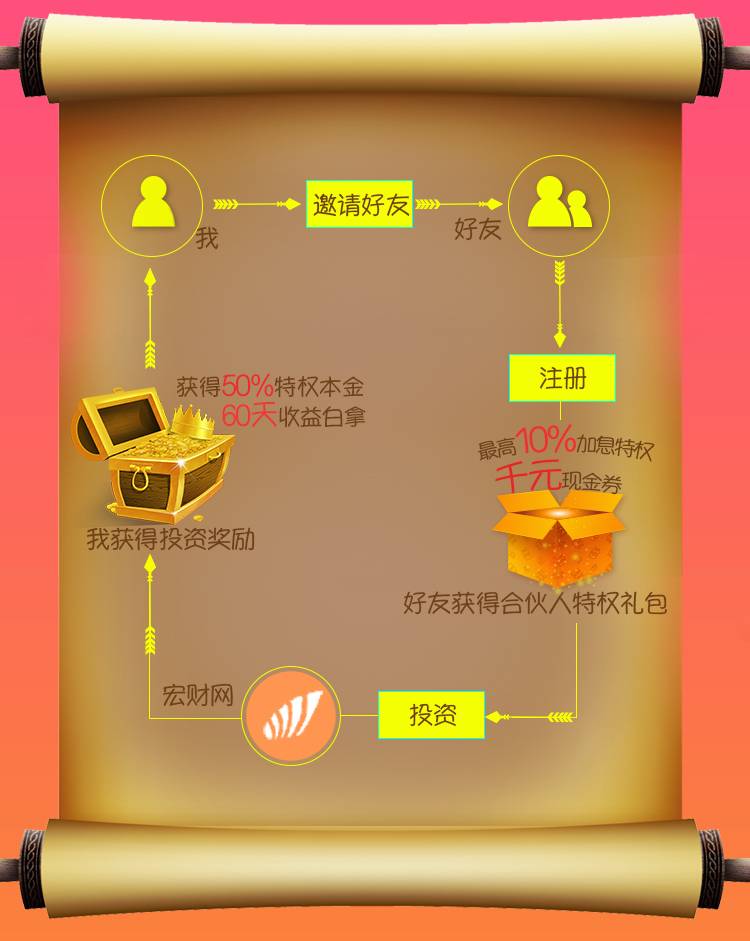 邀请好友
我
好友
注册
获得50%特权本金
60天收益白拿
最高10%加息特权
千元现金券
我获得投资奖励
好友获得合伙人特权礼包
宏财网
投资